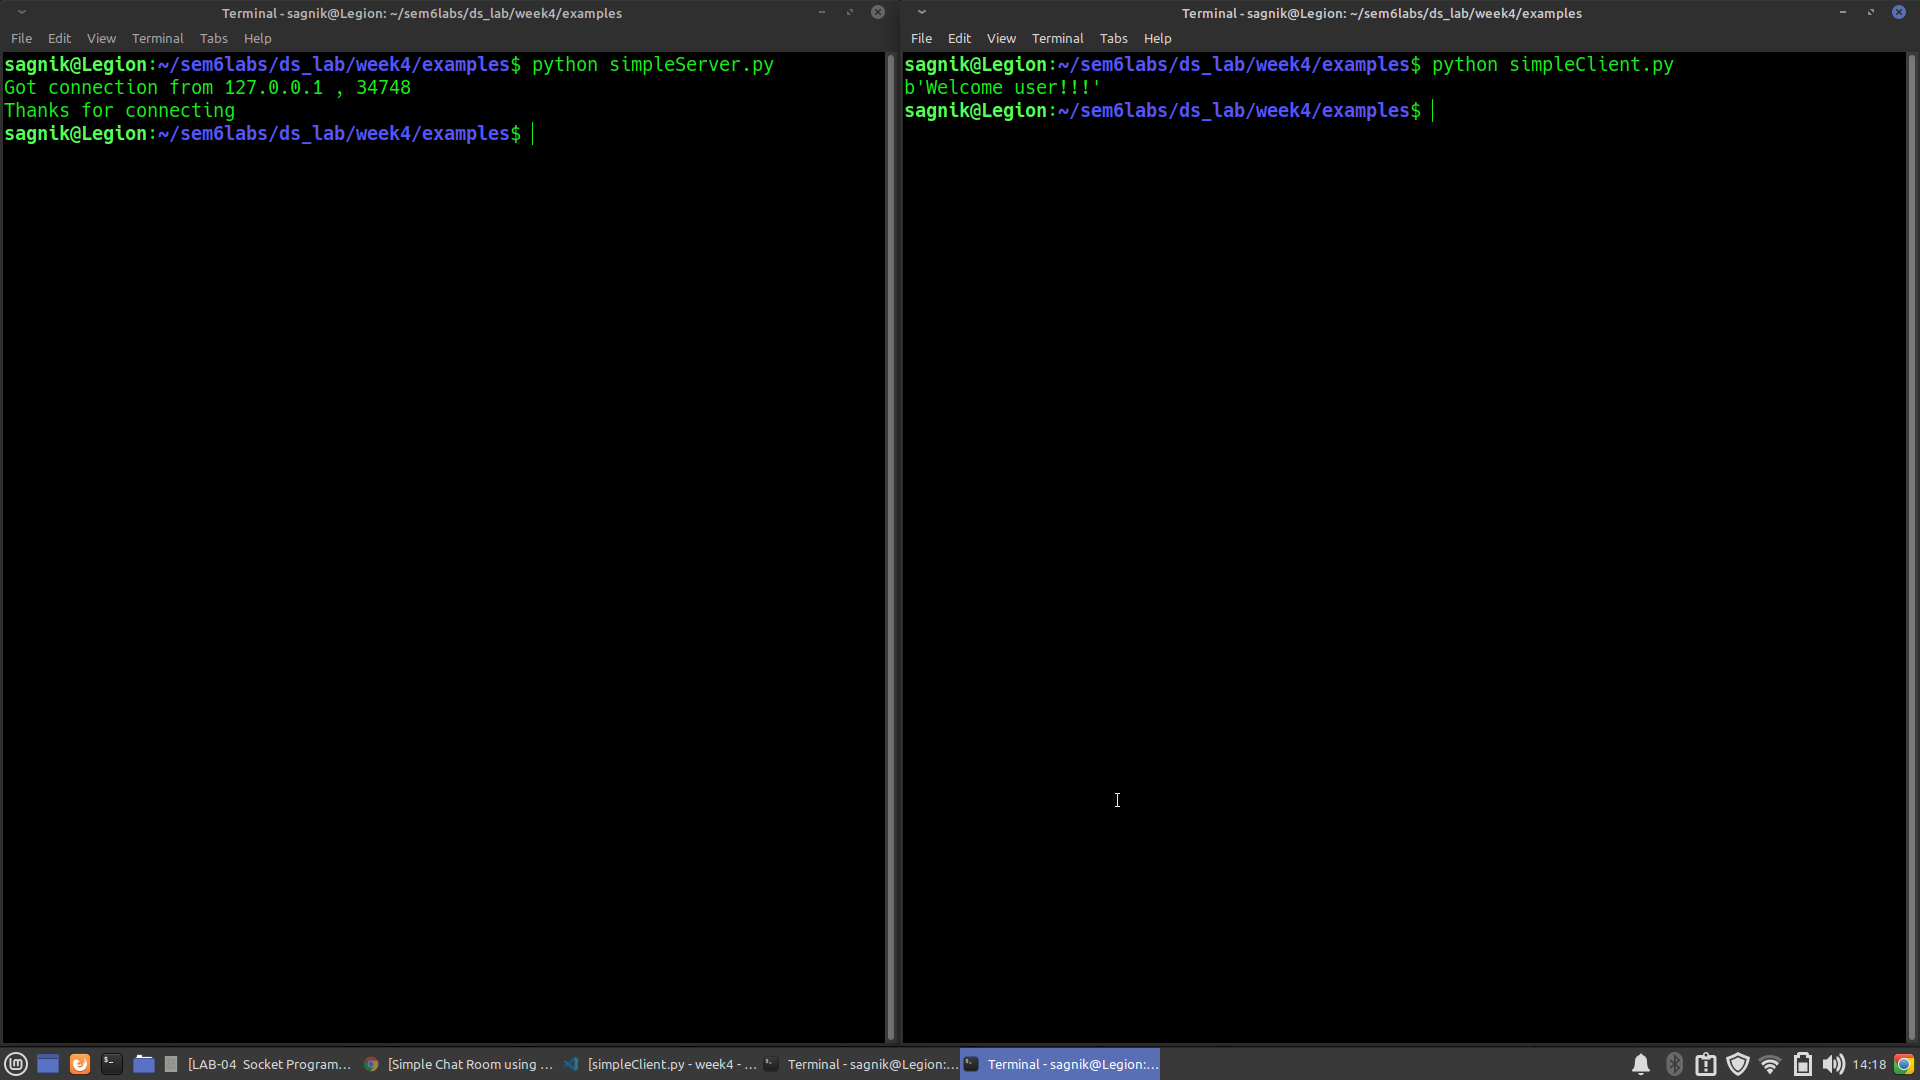 Terminal - sagnik@Legion: ~/sem6labs/ds_lab/week4/examples
File Edit View Terminal Tabs Help
sagnik@Legion:~/sem6labs/ds_lab/week4/examples$ python simpleServer.py
Got connection from 127.0.0.1 , 34748
Thanks for connecting
sagnik@Legion:~/sem6labs/ds_lab/week4/examples$
Terminal - sagnik@Legion: ~/sem6labs/ds_lab/week4/examples
File Edit View Terminal Tabs Help
sagnik@Legion:~/sem6labs/ds_lab/week4/examples$ python simpleClient.py
b'Welcome user!!!'
sagnik@Legion:~/sem6labs/ds_lab/week4/examples$
[LAB-04 Socket Program... [Simple Chat Room using ... [simpleClient.py - week4 - ... Terminal - sagnik@Legion:... Terminal - sagnik@Legion:... 14:18